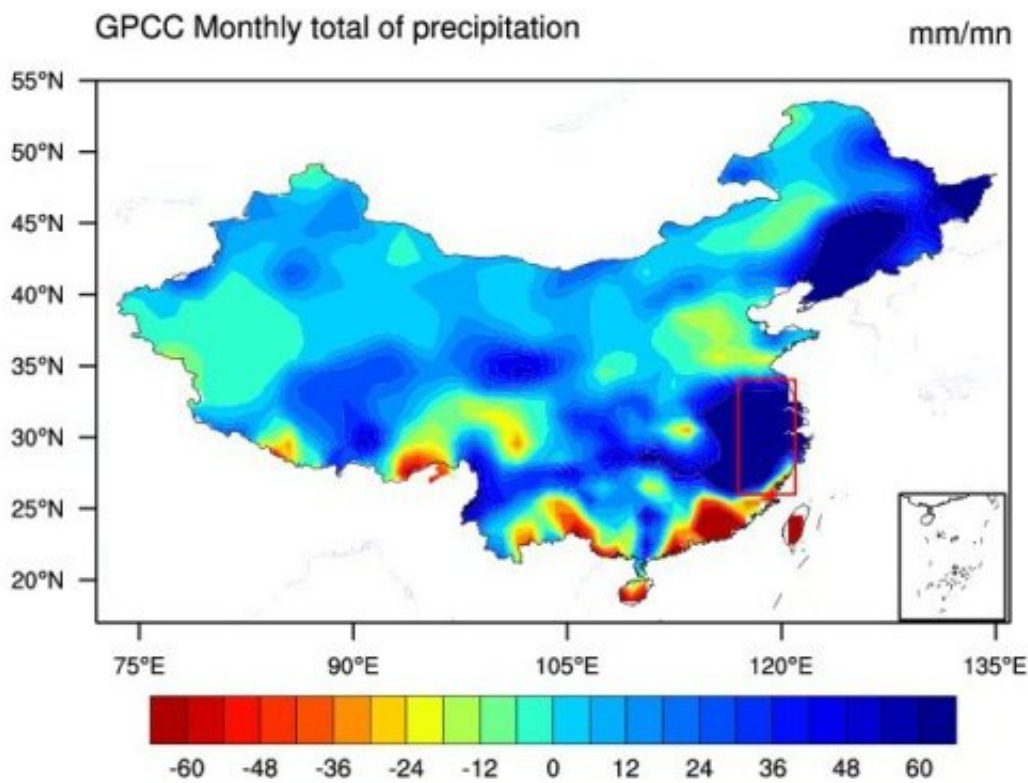 GPCC Monthly total of precipitation mm/mn
55°N
50°N
45°N
40°N
35°N
30°N
25°N
20°N
75°E 90°E 105°E 120°E 135°E
-60 -48 -36 -24 -12 0 12 24 36 48 60